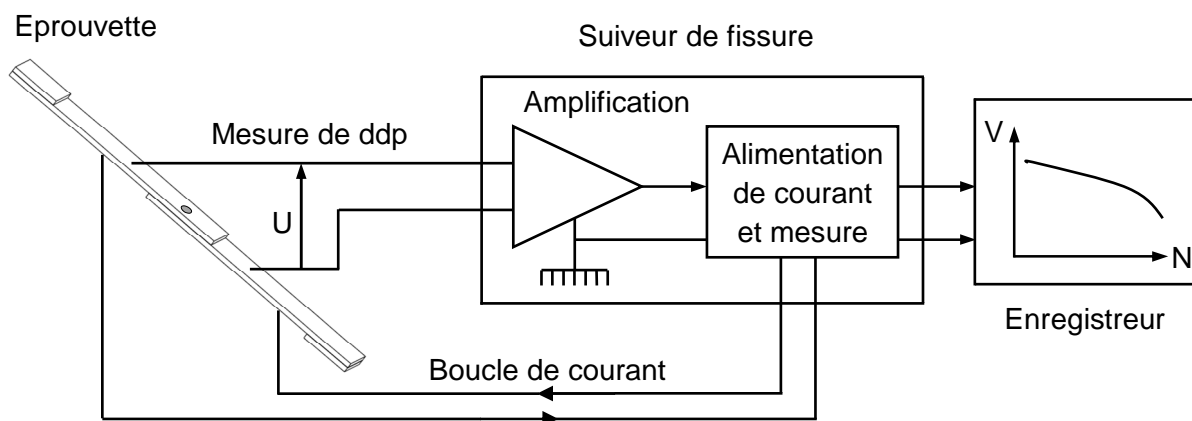 Eprouvette
Suiveur de fissure
Amplification
Mesure de ddp
U
Alimentation
de courant
et mesure
V
N
Enregistreur
Boucle de courant